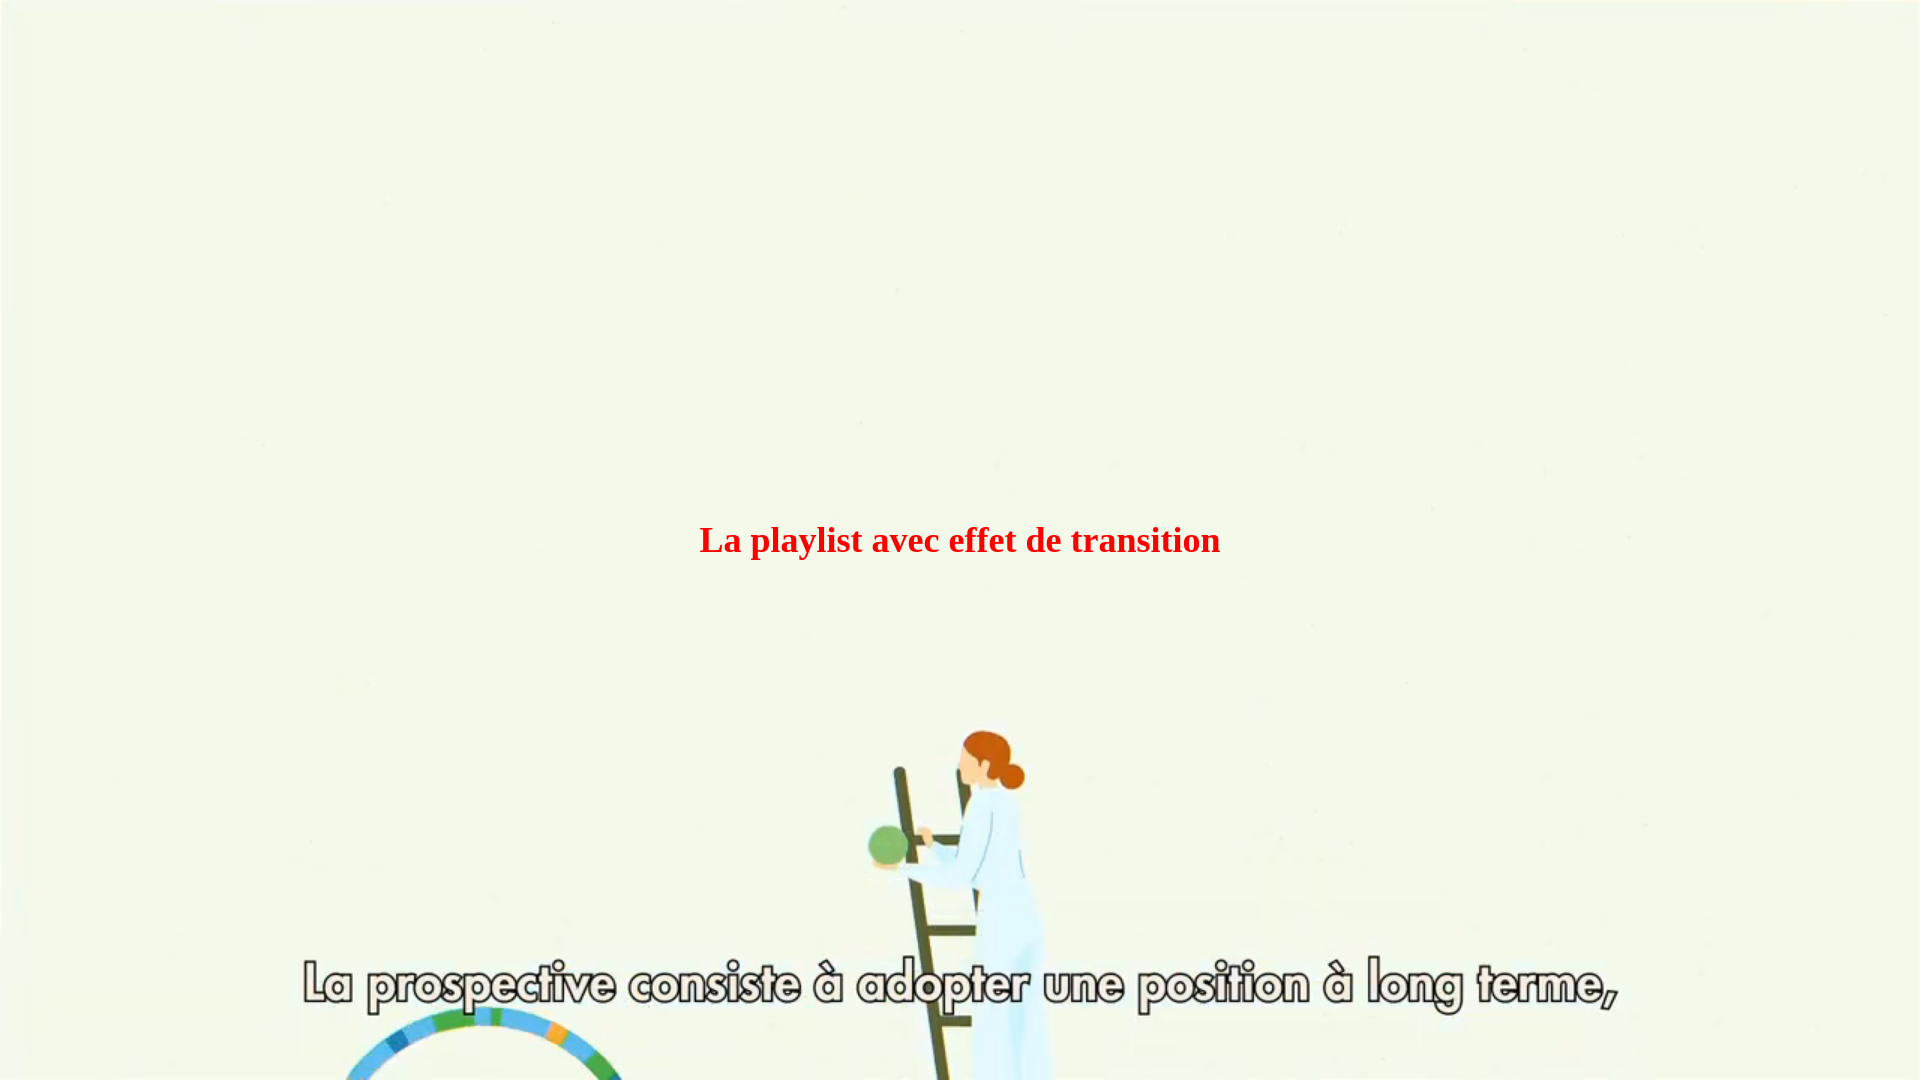 La playlist avec effet de transition
La prospective consiste à adopter une position à long terme,